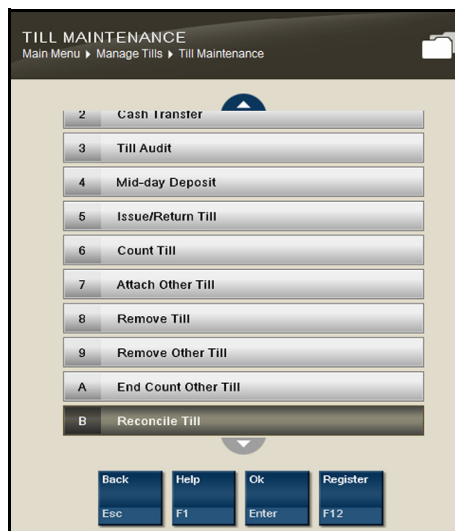 TILL MAINTENANCE
Main Menu ▸ Manage Tills ▸ Till Maintenance
2 Cash Transfer
3 Till Audit
4 Mid-day Deposit
5 Issue/Return Till
6 Count Till
7 Attach Other Till
8 Remove Till
9 Remove Other Till
A End Count Other Till
B Reconcile Till
Back Help Ok Register
Esc F1 Enter F12